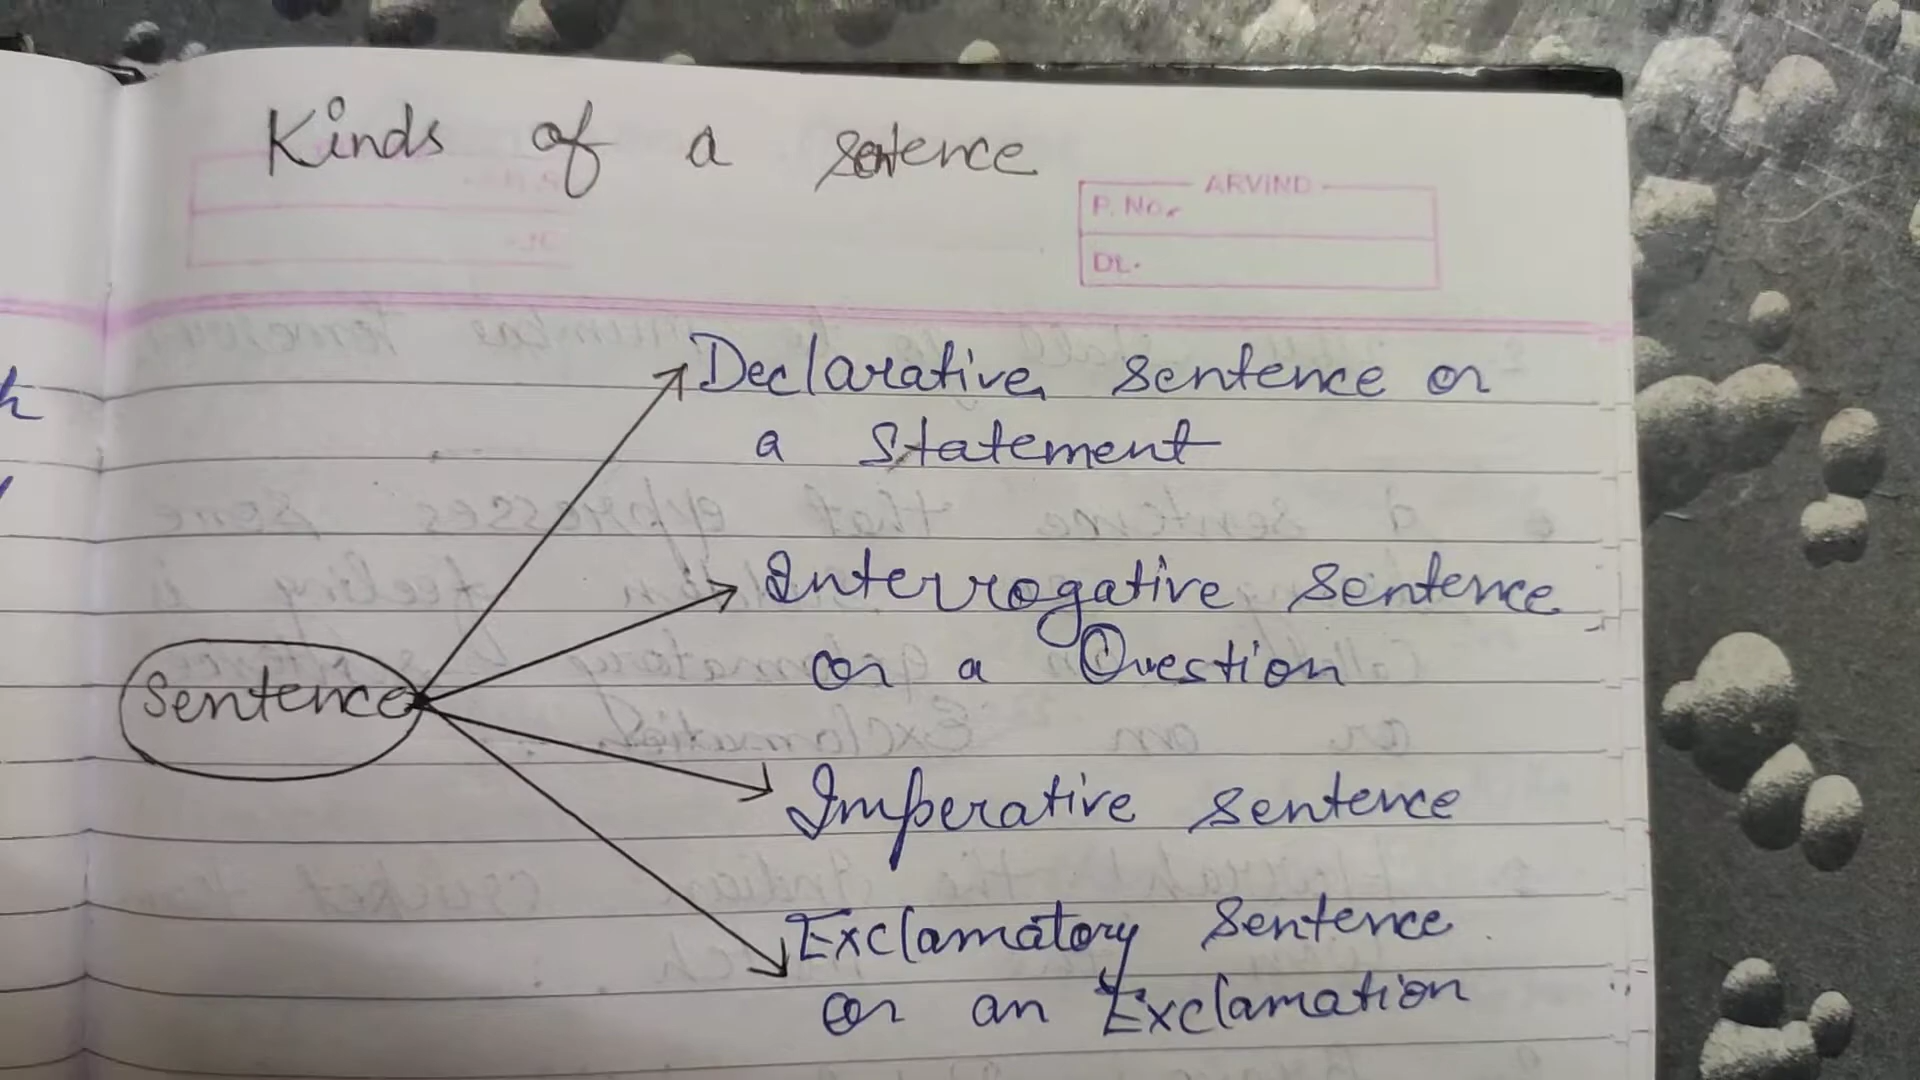 Kinds of a sentence
ARVIND
P. No.
DL.
Declarative sentence or
a statement
Interrogative sentence
or a Question
Sentence
Imperative sentence
Exclamatory sentence
or an Exclamation